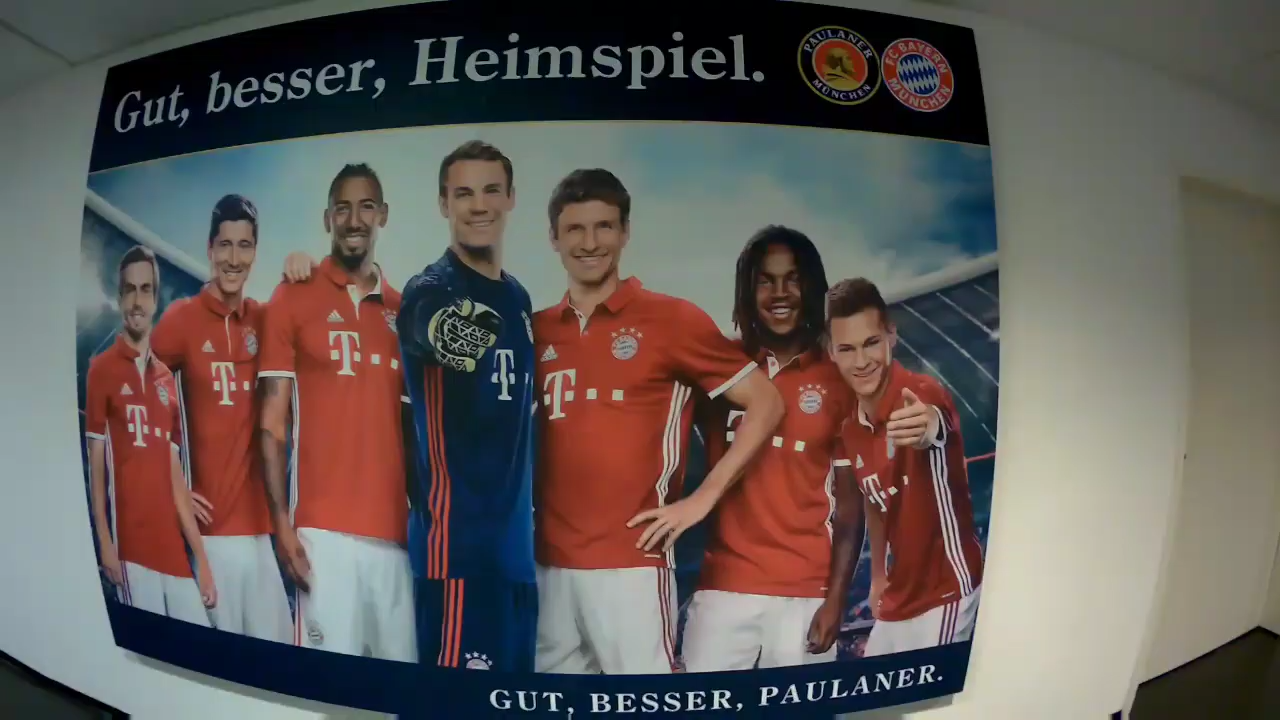 Gut, besser, Heimspiel.
PAULANER
MÜNCHEN
FC BAYERN
MÜNCHEN
T
T
T
T
T
T
GUT, BESSER, PAULANER.